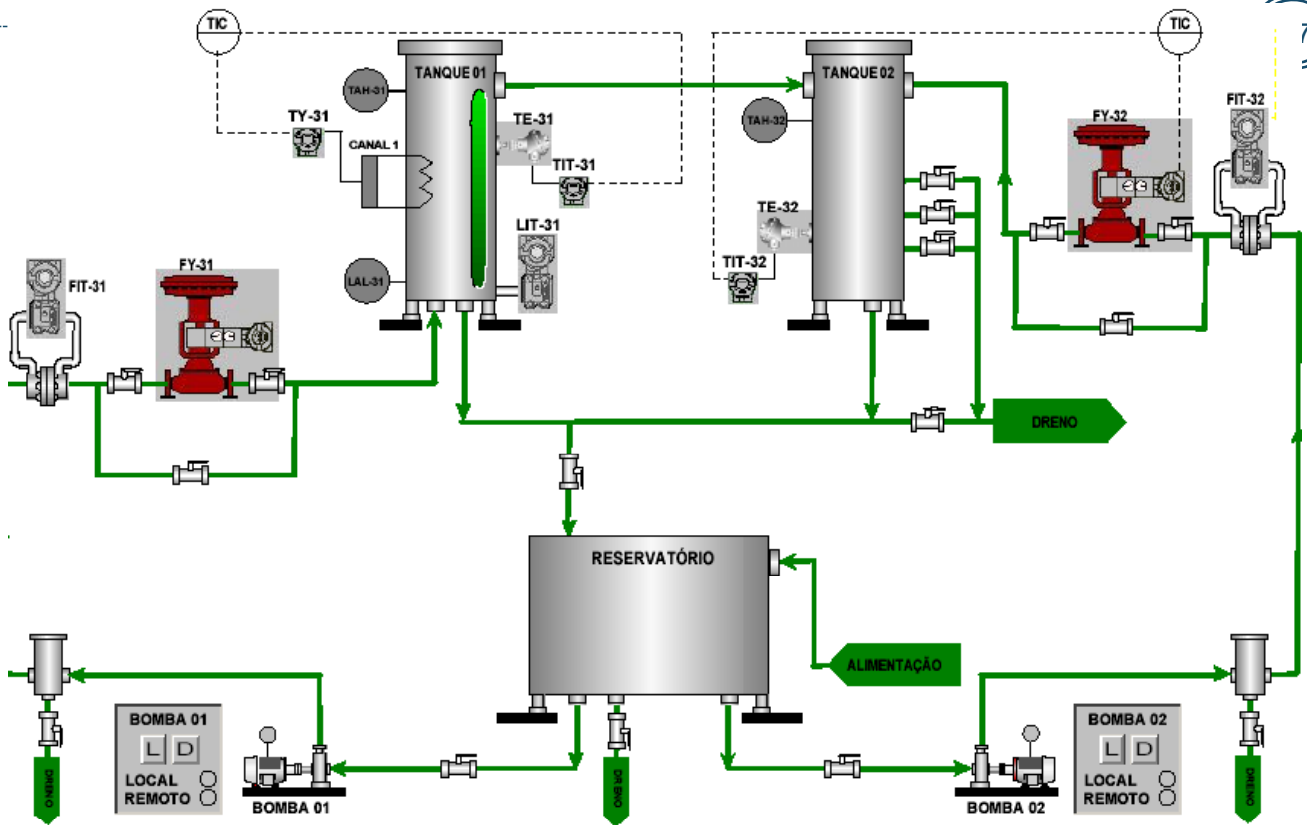 TIC
TIC
TANQUE 01
TANQUE 02
TAH-31
TAH-32
FIT-32
FY-32
TY-31
TE-31
CANAL 1
TIT-31
TE-32
LIT-31
TIT-32
FY-31
LAL-31
FIT-31
DRENO
RESERVATÓRIO
ALIMENTAÇÃO
BOMBA 01
L D
LOCAL
REMOTO
BOMBA 01
BOMBA 02
L D
LOCAL
REMOTO
BOMBA 02
DRENO
DRENO
DRENO